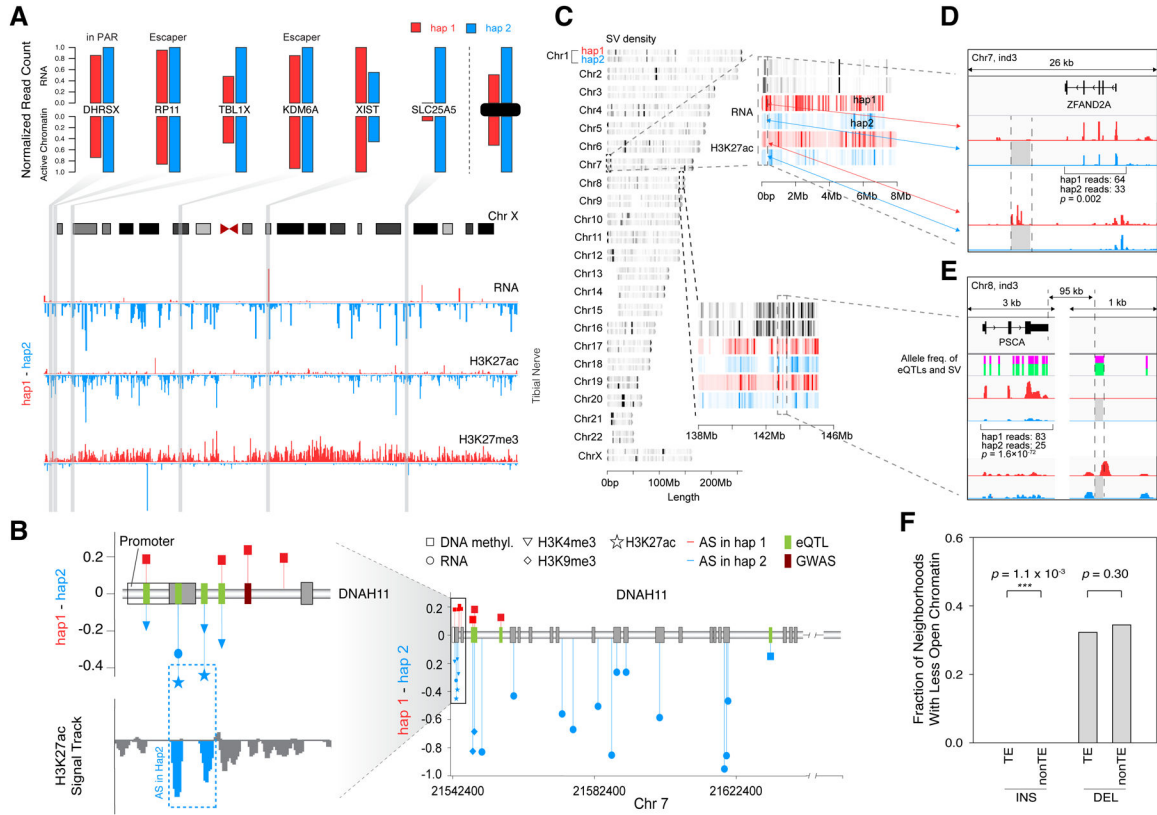 A
in PAR Escaper Escaper
hap 1 hap 2
Normalized Read Count
RNA
Active Chromatin
1.0
0.8
0.6
0.4
0.2
0.0
DHRSX RP11 TBL1X KDM6A XIST SLC25A5
0.0
0.2
0.4
0.6
0.8
1.0
Chr X
RNA
H3K27ac
H3K27me3
hap1 - hap2
Tibial Nerve
B
Promoter
0.2
0
-0.2
-0.4
hap1 - hap2
DNAH11
H3K27ac
Signal Track
AS in Hap2
DNA methyl. H3K4me3 H3K27ac AS in hap 1 eQTL
RNA H3K9me3 AS in hap 2 GWAS
DNAH11
hap 1 - hap 2
0.2
0
0.2
-0.4
-0.6
-0.8
-1.0
21542400 21582400 21622400
Chr 7
C
SV density
Chr1 hap1
hap2
Chr2
Chr3
Chr4
Chr5
Chr6
Chr7
Chr8
Chr9
Chr10
Chr11
Chr12
Chr13
Chr14
Chr15
Chr16
Chr17
Chr18
Chr19
Chr20
Chr21
Chr22
ChrX
0bp 100Mb 200Mb
Length
RNA
H3K27ac
hap1
hap2
0bp 2Mb 4Mb 6Mb 8Mb
138Mb 142Mb 146Mb
D
Chr7, ind3
26 kb
ZFAND2A
hap1 reads: 64
hap2 reads: 33
p = 0.002
E
Chr8, ind3
95 kb
3 kb 1 kb
PSCA
Allele freq. of
eQTLs and SV
hap1 reads: 83
hap2 reads: 25
p = 1.6×10⁻⁷²
F
Fraction of Neighborhoods
With Less Open Chromatin
0.6
0.4
0.2
0.0
p = 1.1 x 10⁻³
***
p = 0.30
TE nonTE TE nonTE
INS DEL